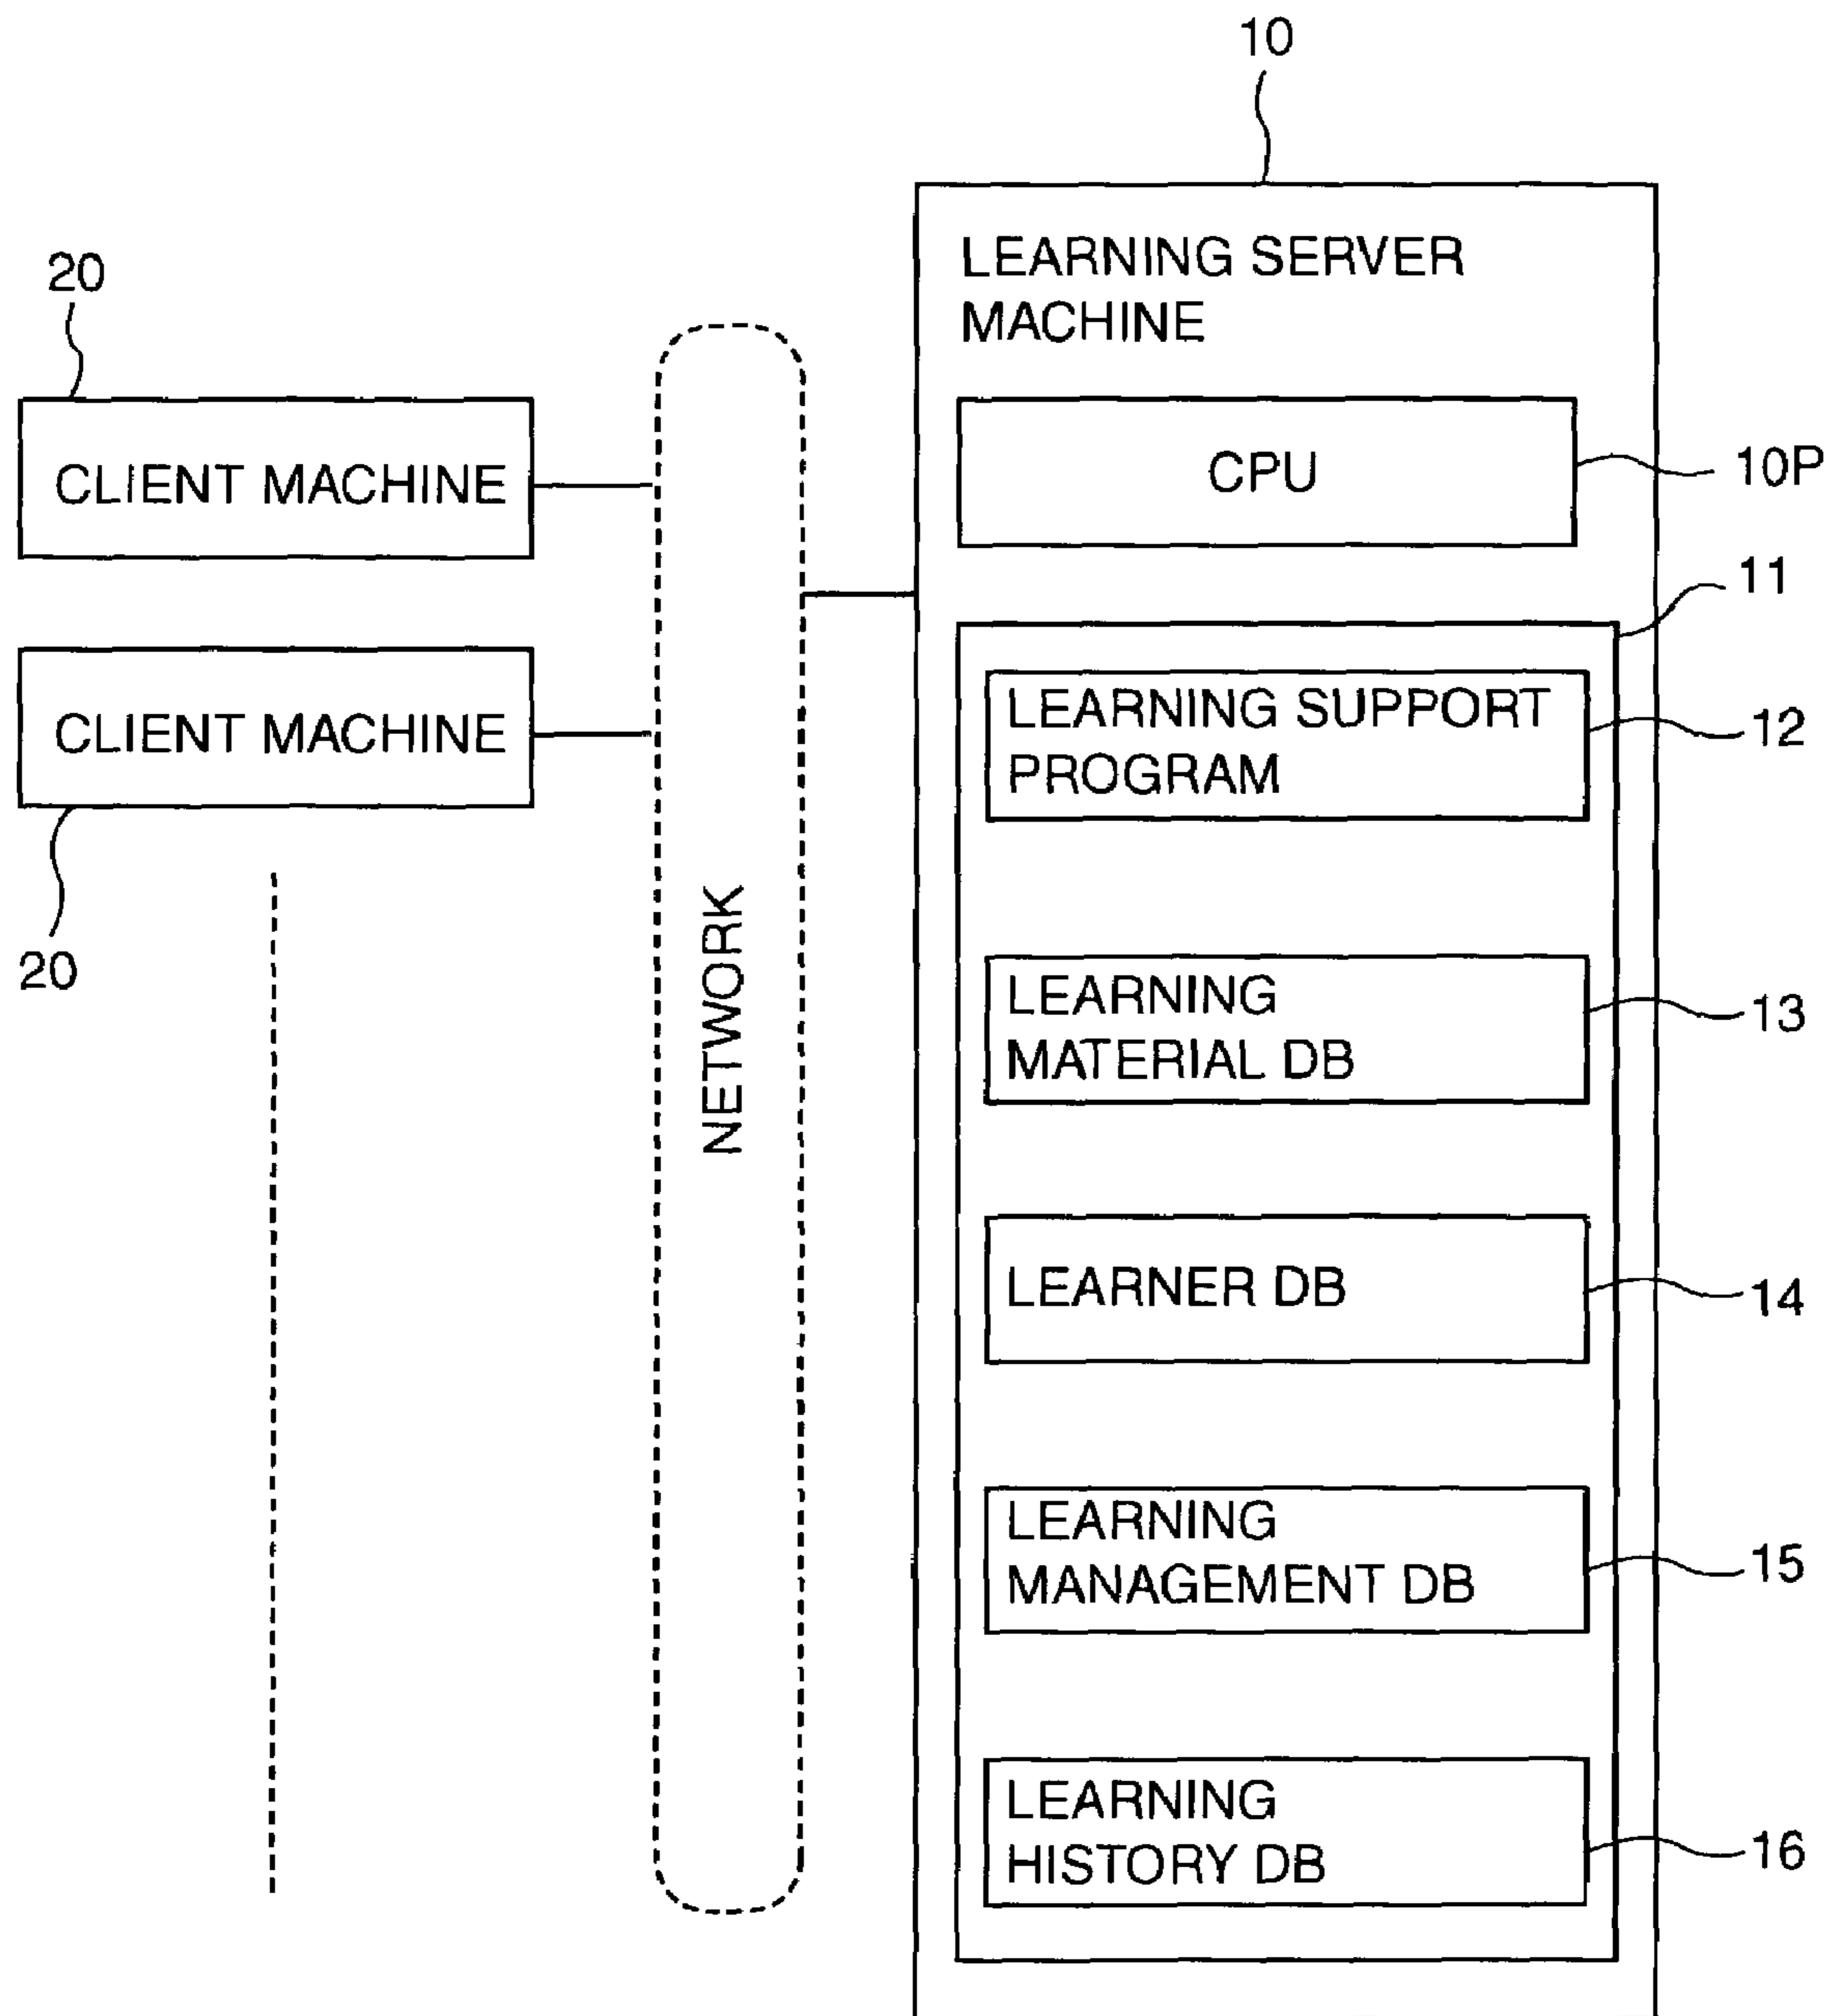 10
LEARNING SERVER
MACHINE
20
CLIENT MACHINE
CPU
10P
11
CLIENT MACHINE
20
NETWORK
LEARNING SUPPORT
PROGRAM
12
LEARNING
MATERIAL DB
13
LEARNER DB
14
LEARNING
MANAGEMENT DB
15
LEARNING
HISTORY DB
16